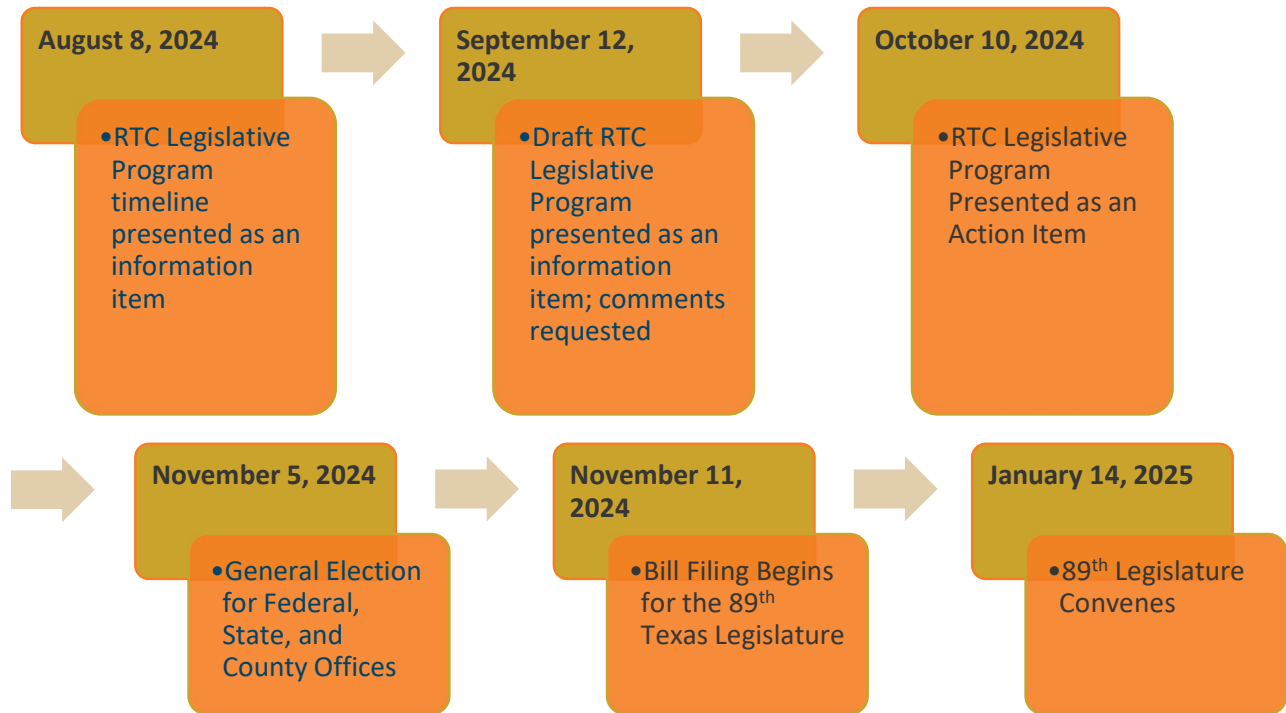 August 8, 2024
•RTC Legislative
Program
timeline
presented as an
information
item
September 12,
2024
•Draft RTC
Legislative
Program
presented as an
information
item; comments
requested
October 10, 2024
•RTC Legislative
Program
Presented as an
Action Item
November 5, 2024
•General Election
for Federal,
State, and
County Offices
November 11,
2024
•Bill Filing Begins
for the 89th
Texas Legislature
January 14, 2025
•89th Legislature
Convenes